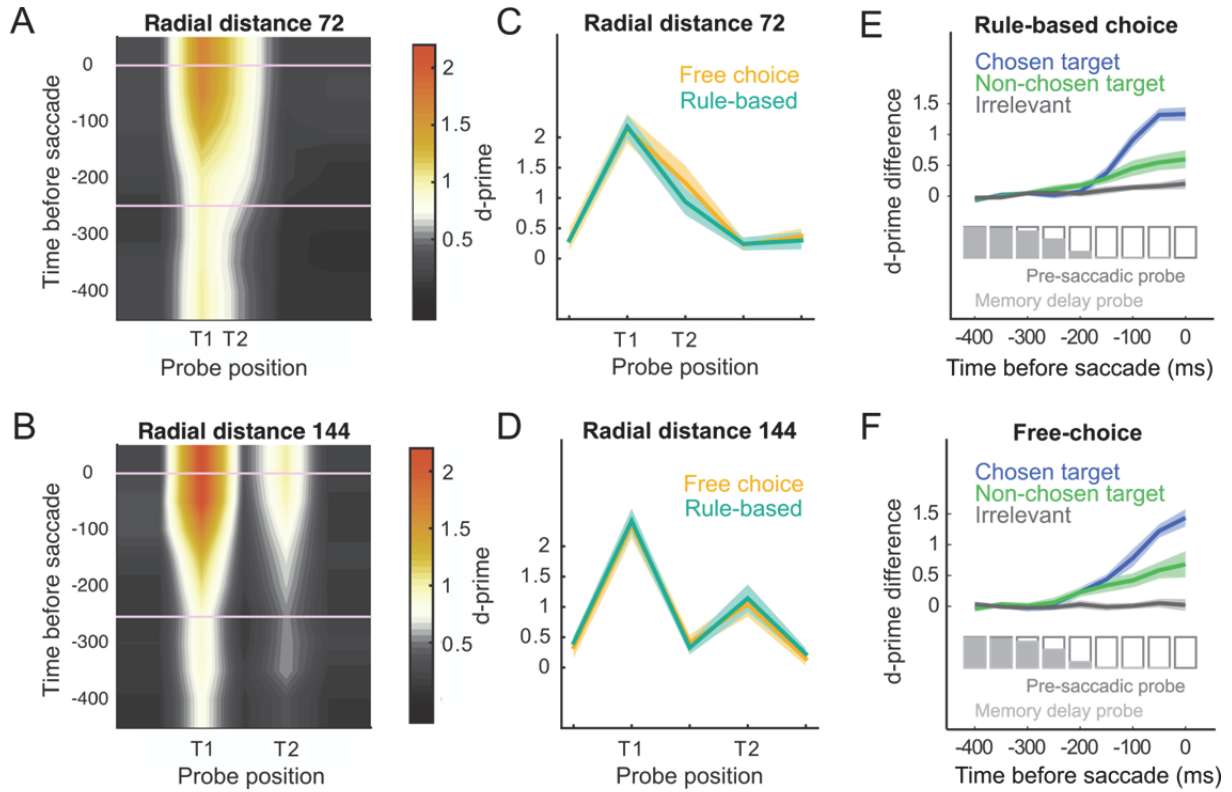 A
Radial distance 72
Time before saccade
0
-100
-200
-300
-400
T1 T2
Probe position
2
1.5
1
0.5
d-prime
C
Radial distance 72
Free choice
Rule-based
2
1.5
1
0.5
0
T1 T2
Probe position
E
Rule-based choice
Chosen target
Non-chosen target
Irrelevant
d-prime difference
1.5
1
0.5
0
Pre-saccadic probe
Memory delay probe
-400 -300 -200 -100 0
Time before saccade (ms)
B
Radial distance 144
Time before saccade
0
-100
-200
-300
-400
T1 T2
Probe position
2
1.5
1
0.5
d-prime
D
Radial distance 144
Free choice
Rule-based
2
1.5
1
0.5
0
T1 T2
Probe position
F
Free-choice
Chosen target
Non-chosen target
Irrelevant
d-prime difference
1.5
1
0.5
0
Pre-saccadic probe
Memory delay probe
-400 -300 -200 -100 0
Time before saccade (ms)